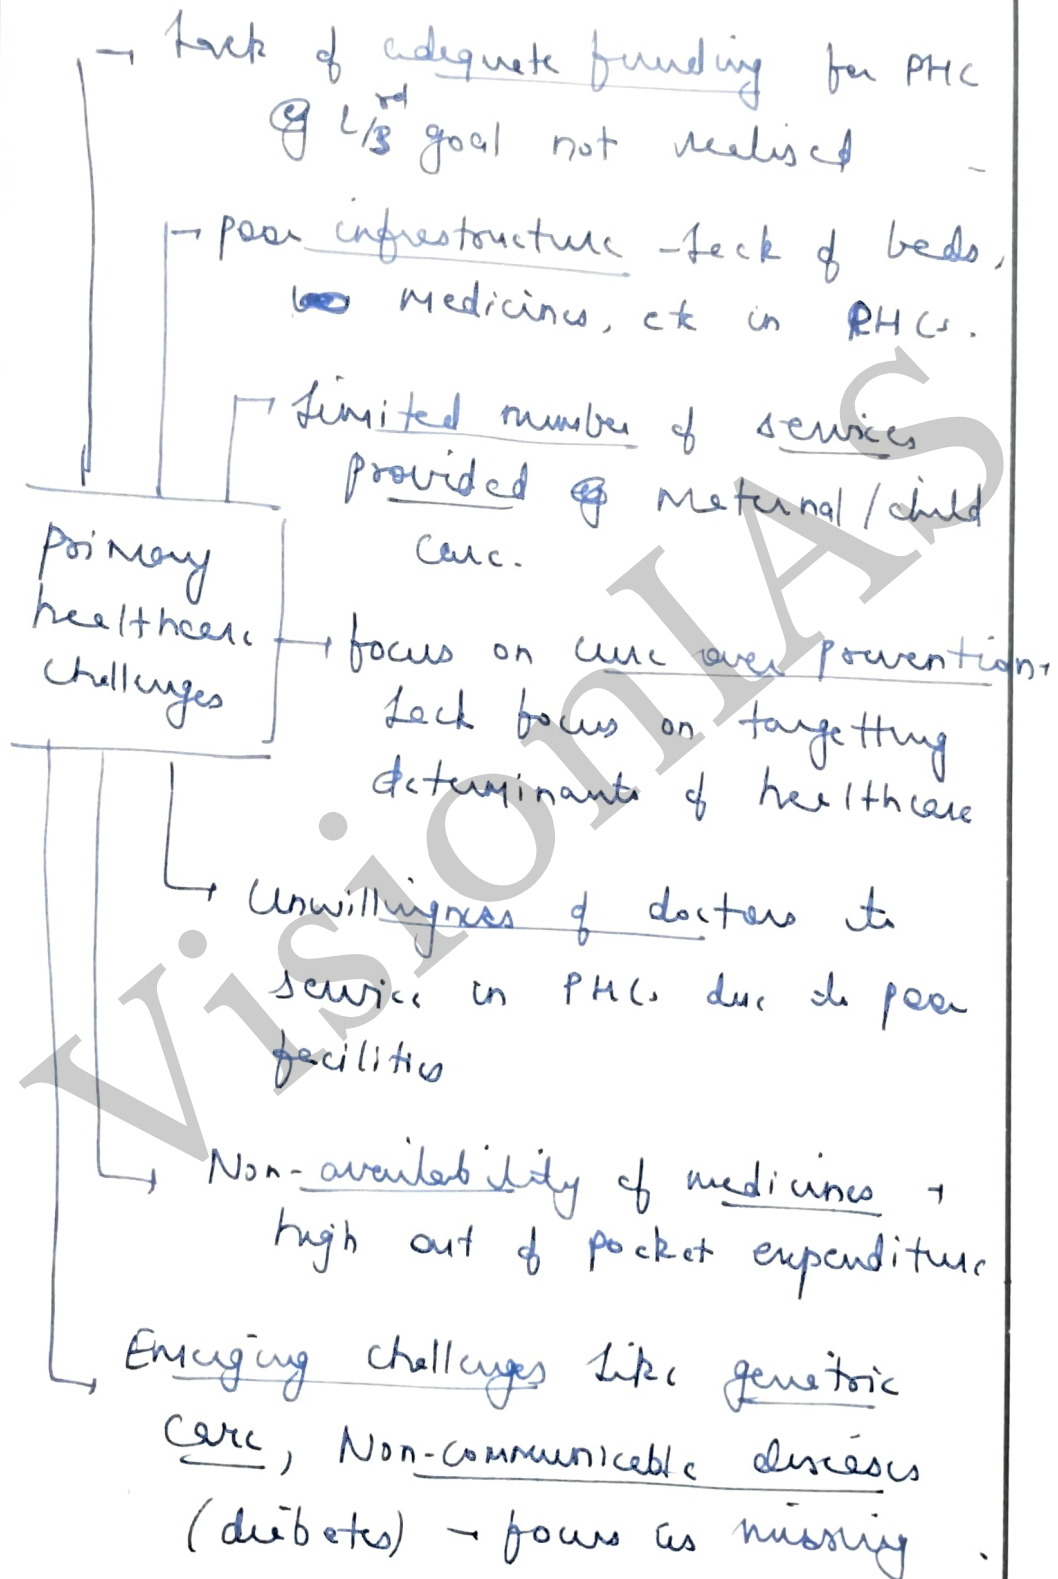 → Lack of adequate funding for PHC
eg 2/3rd goal not realised
→ poor infrastructure - Lack of beds,
Medicines, etc in PHCs.
Limited number of services
provided eg Maternal/child
care.
Primary
healthcare
challenges
→ focus on cure over prevention,
Lack focus on targetting
determinants of healthcare
→ Unwillingness of doctors to
service in PHCs due to poor
facilities
→ Non-availability of medicines →
high out of pocket expenditure
→ Emerging challenges like genetric
care, Non-communicable diseases
(diabetes) → focus is missing.
VisionIAS